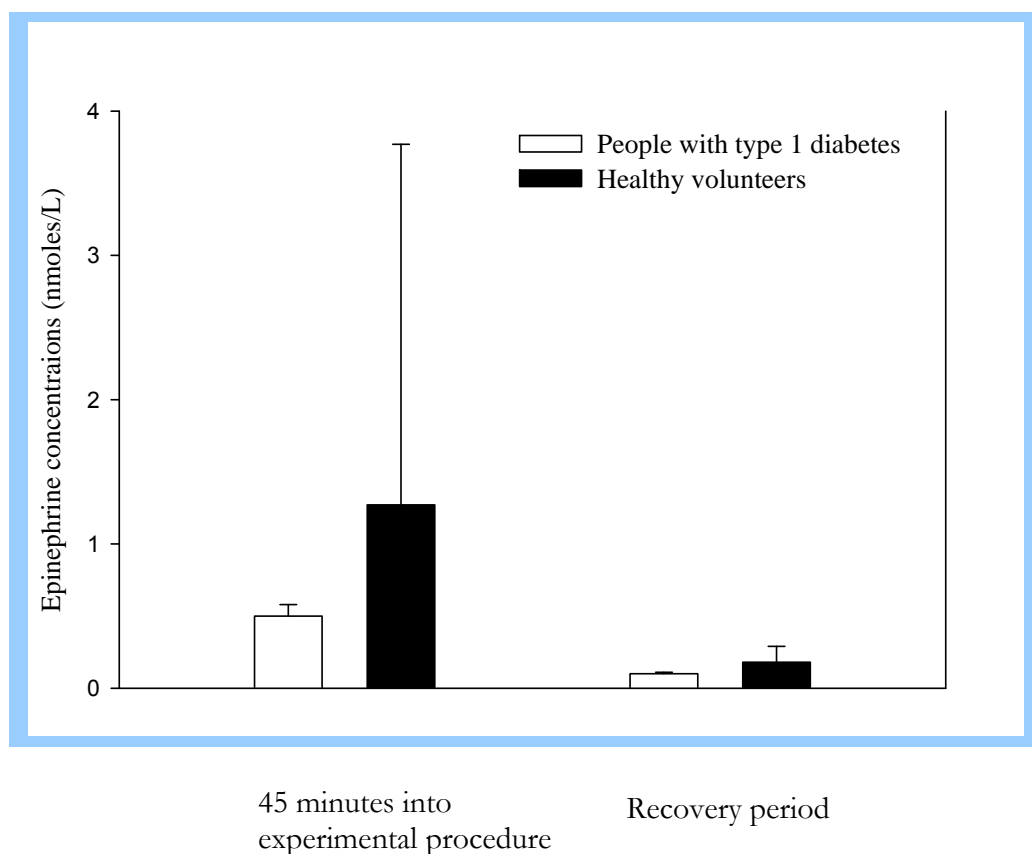 4
People with type 1 diabetes
Healthy volunteers
3
Epinephrine concentraions (nmoles/L)
2
1
0
45 minutes into
experimental procedure
Recovery period